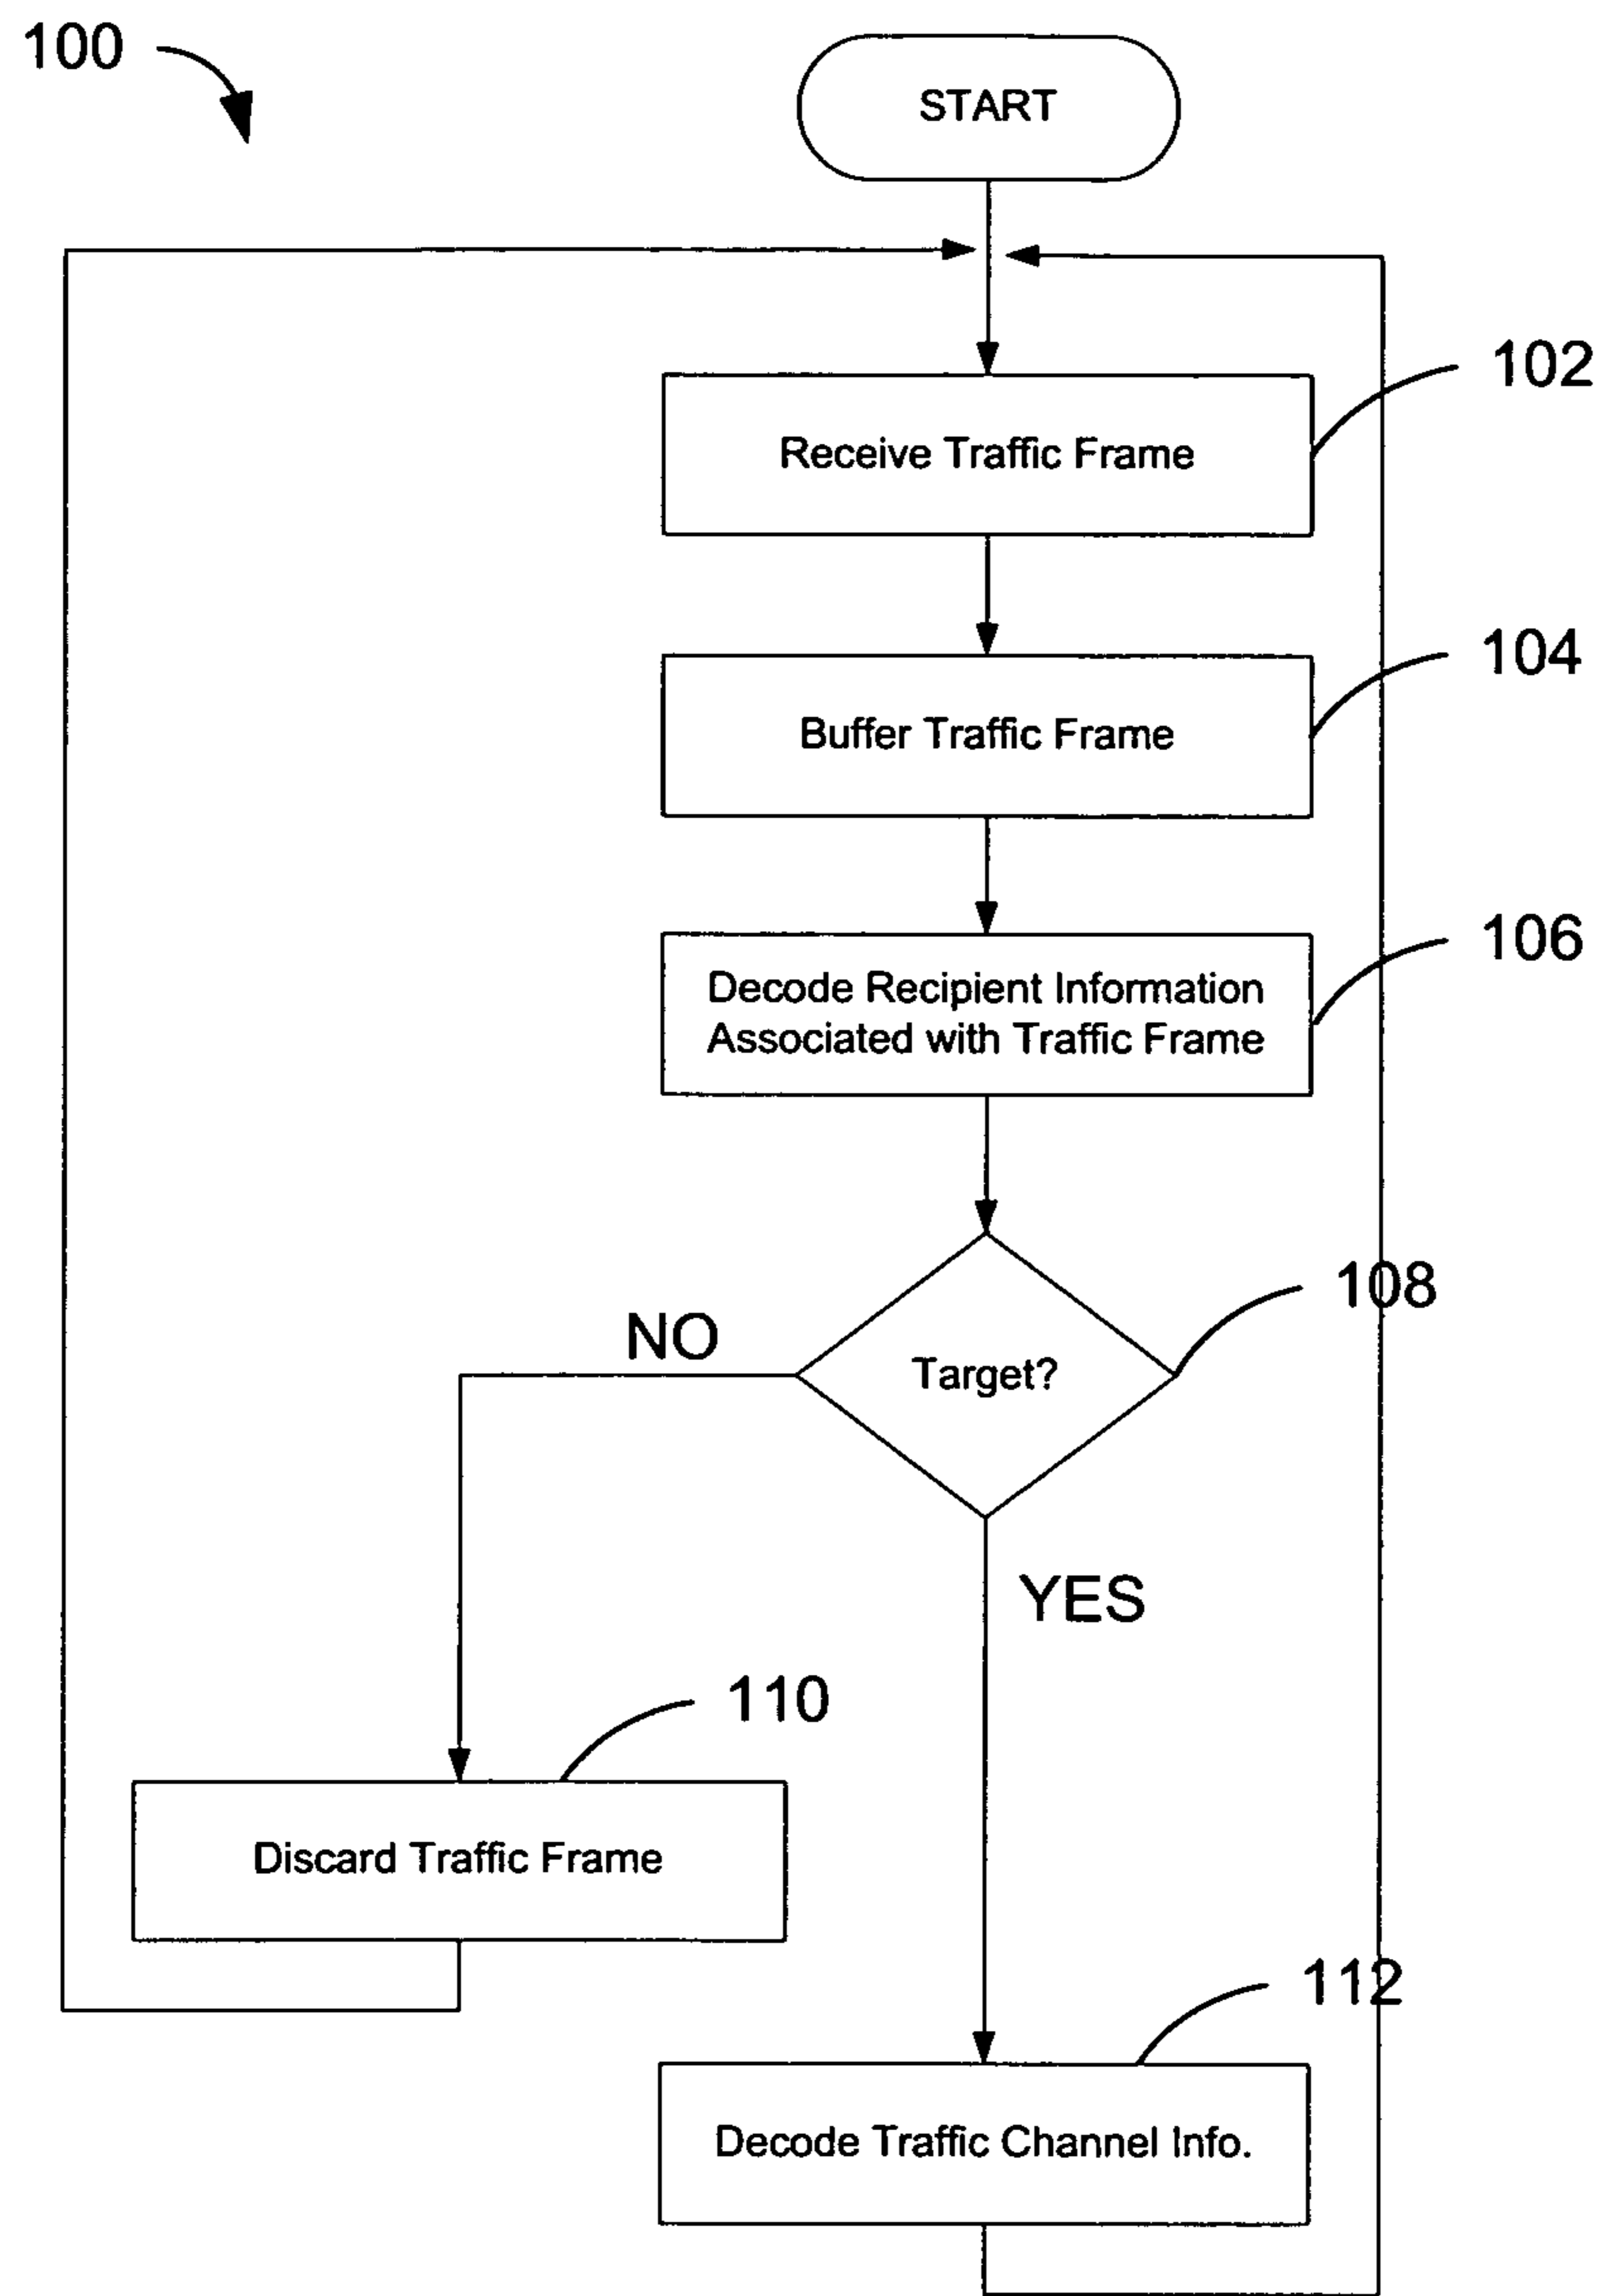 100
START
102
Receive Traffic Frame
104
Buffer Traffic Frame
106
Decode Recipient Information
Associated with Traffic Frame
108
NO
Target?
YES
110
Discard Traffic Frame
112
Decode Traffic Channel Info.